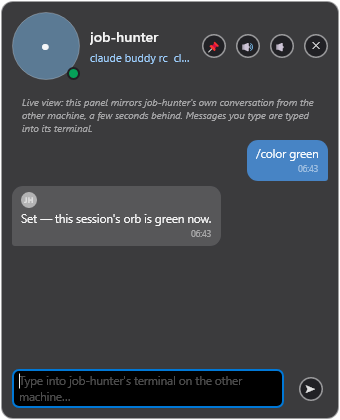 job-hunter
claude buddy rc cl...
Live view: this panel mirrors job-hunter's own conversation from the
other machine, a few seconds behind. Messages you type are typed
into its terminal.
/color green
06:43
JH
Set — this session's orb is green now.
06:43
Type into job-hunter's terminal on the other
machine...